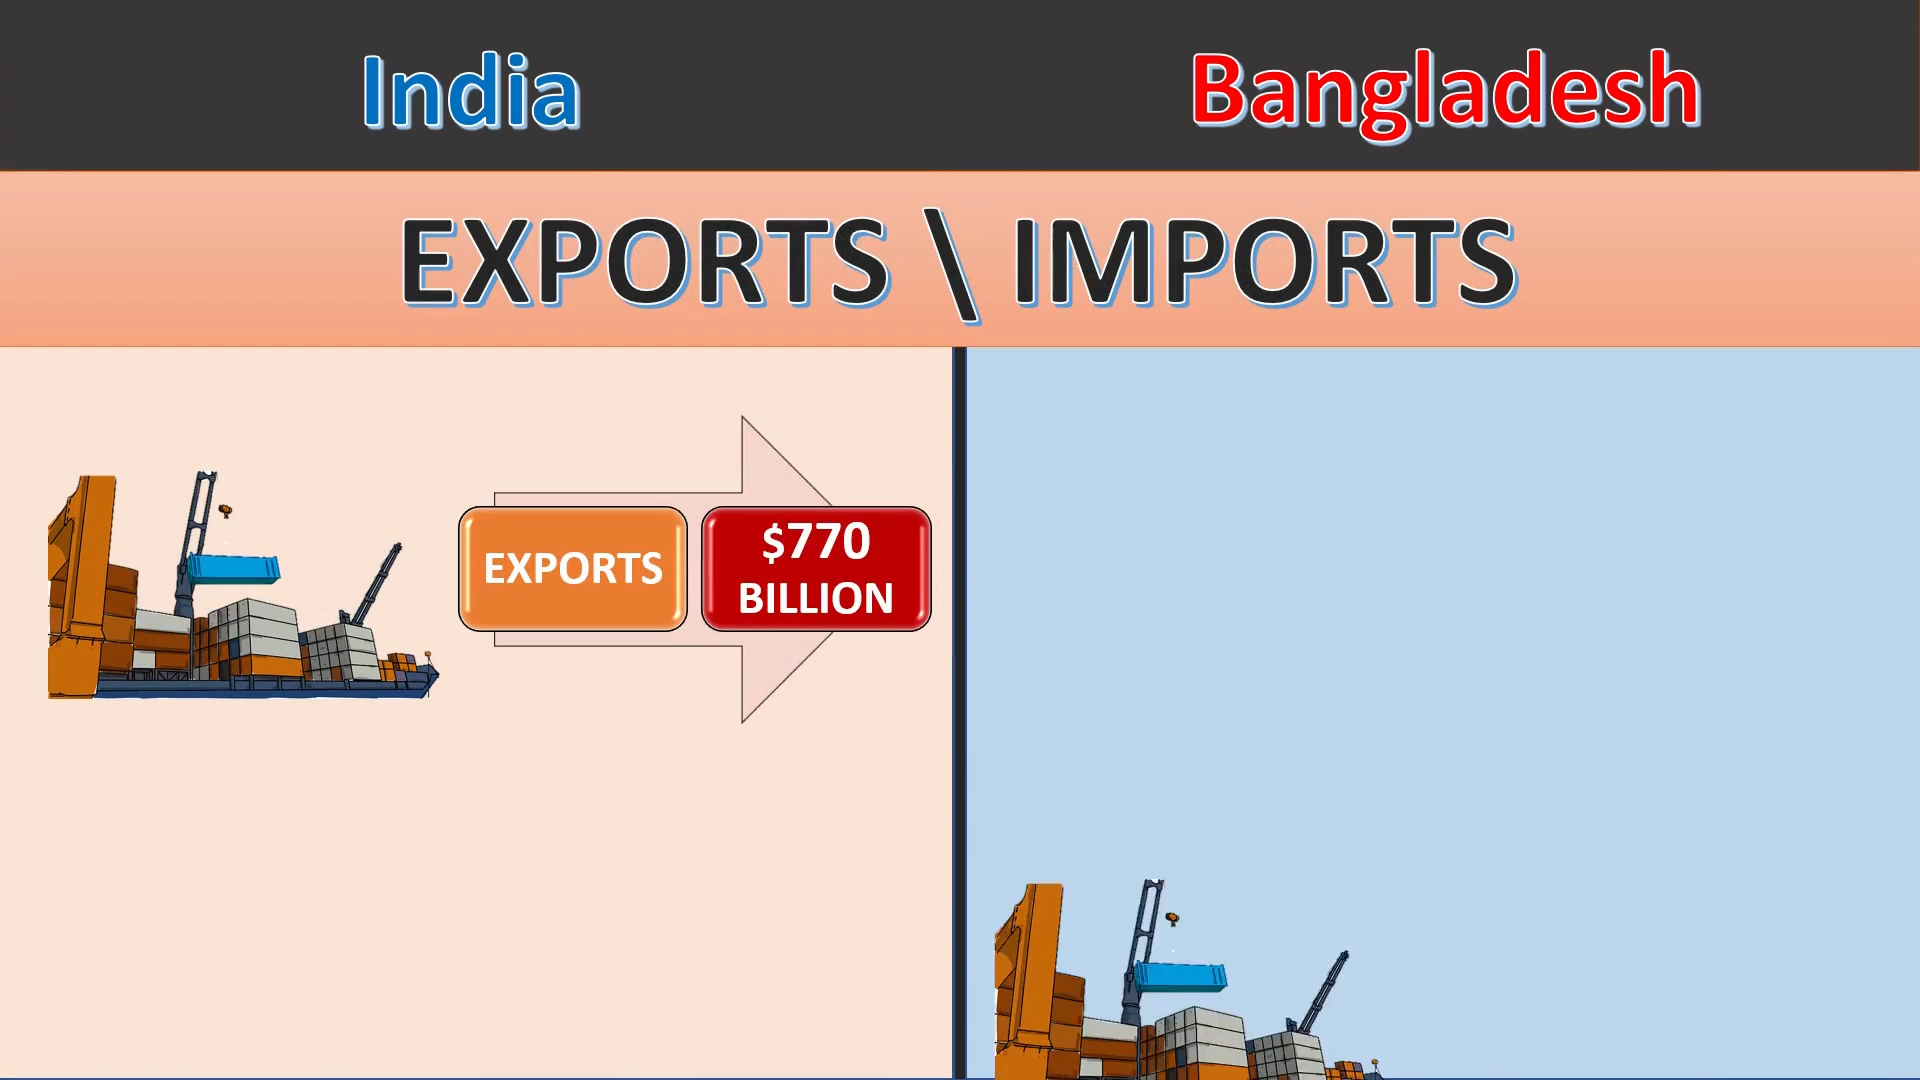 India
Bangladesh
EXPORTS \ IMPORTS
EXPORTS
$770
BILLION